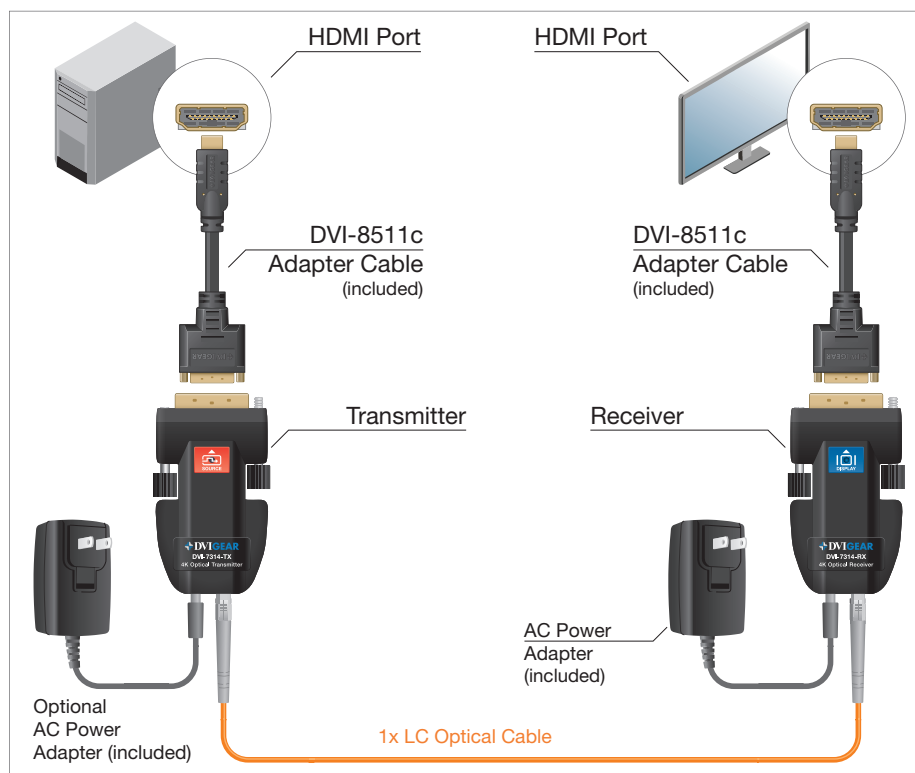 HDMI Port
HDMI Port
DVI-8511c
Adapter Cable
(included)
DVI-8511c
Adapter Cable
(included)
Transmitter
Receiver
SOURCE
DISPLAY
DVIGEAR
DVI-7314-TX
4K Optical Transmitter
DVIGEAR
DVI-7314-RX
4K Optical Receiver
AC Power
Adapter
(included)
Optional
AC Power
Adapter (included)
1x LC Optical Cable